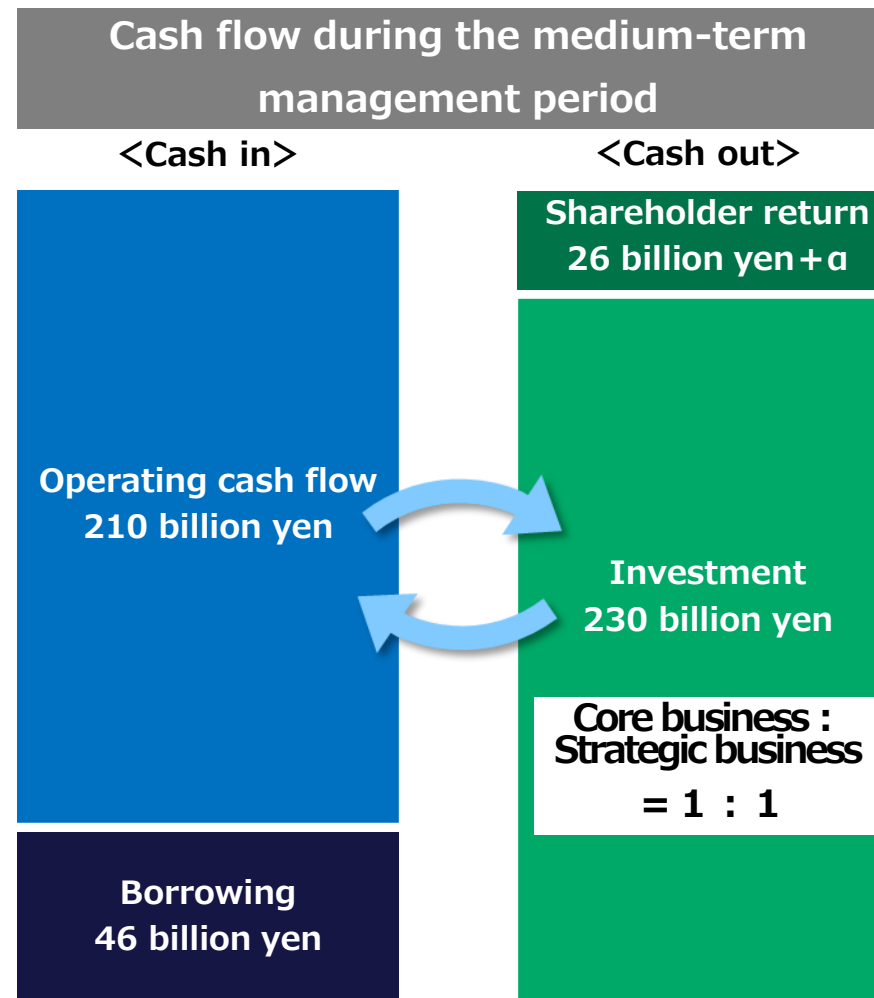 Cash flow during the medium-term
management period
<Cash in>
<Cash out>
Operating cash flow
210 billion yen
Borrowing
46 billion yen
Shareholder return
26 billion yen+α
Investment
230 billion yen
Core business :
Strategic business
= 1 : 1